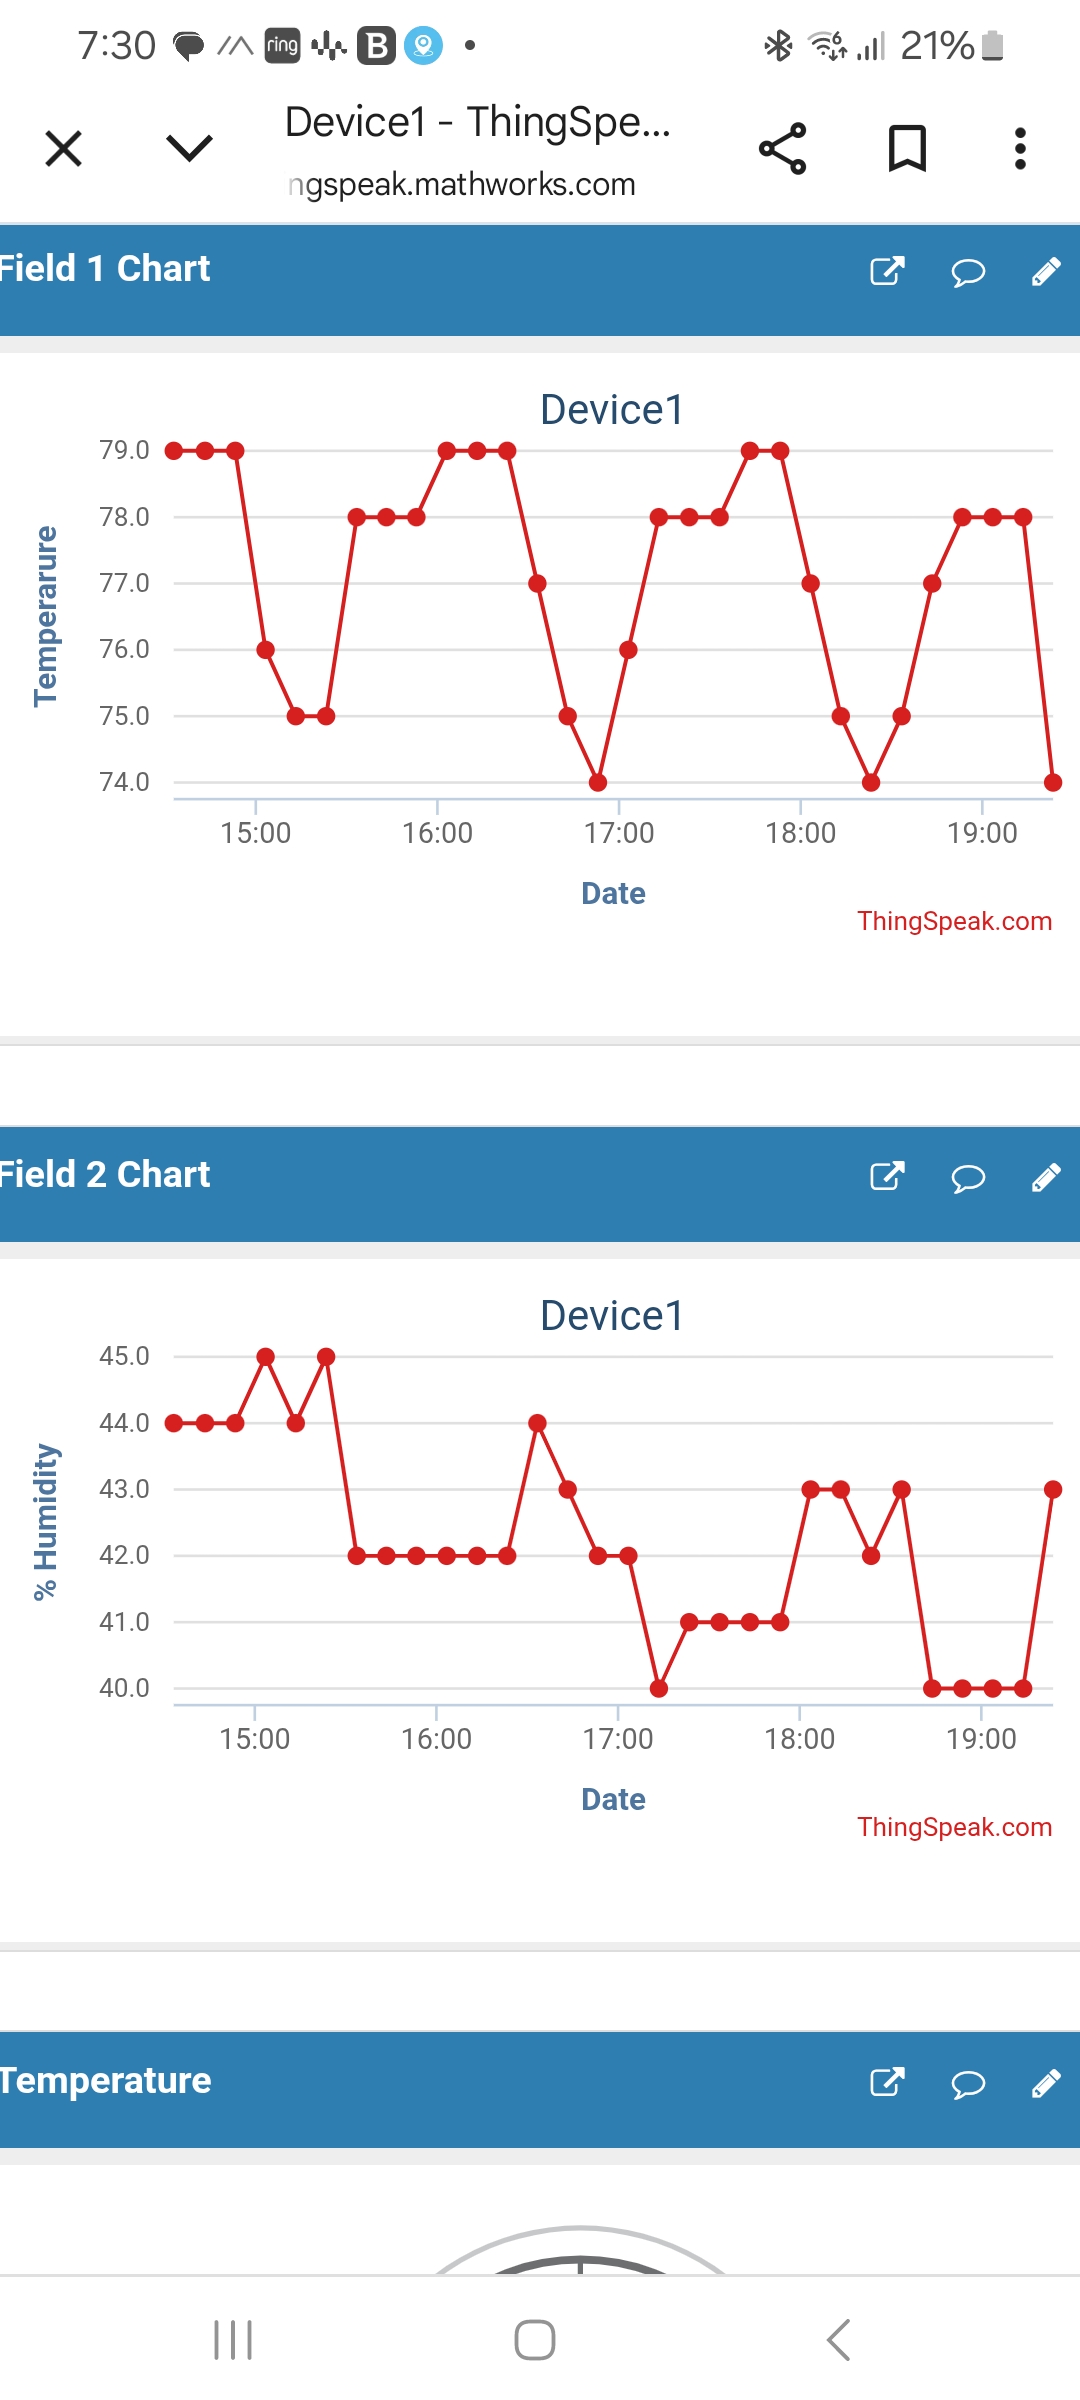 7:30 ring B 6 21%
Device1 - ThingSpe...
ngspeak.mathworks.com
Field 1 Chart
Device1
79.0
78.0
77.0
76.0
75.0
74.0
Temperarure
15:00 16:00 17:00 18:00 19:00
Date
ThingSpeak.com
Field 2 Chart
Device1
45.0
44.0
43.0
42.0
41.0
40.0
% Humidity
15:00 16:00 17:00 18:00 19:00
Date
ThingSpeak.com
Temperature